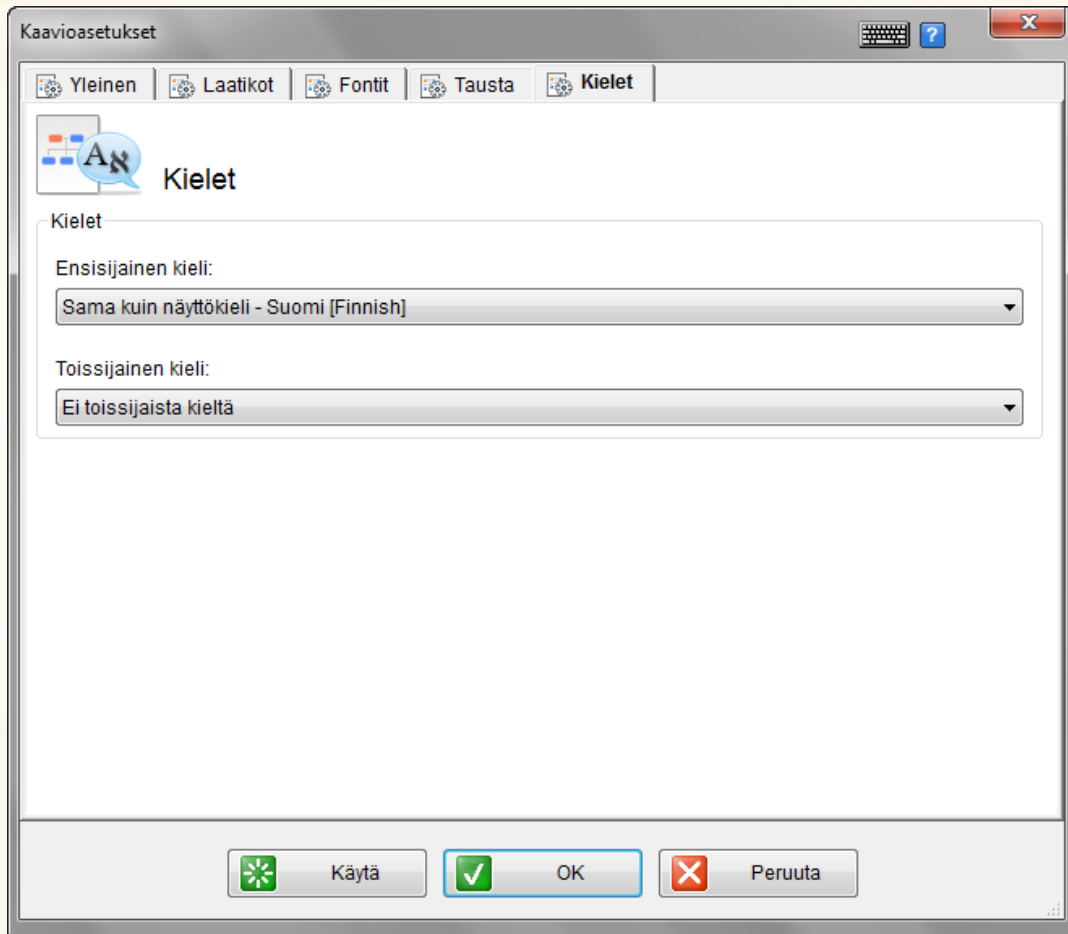 Kaavioasetukset
?
Yleinen Laatikot Fontit Tausta Kielet
Aא Kielet
Kielet
Ensisijainen kieli:
Sama kuin näyttökieli - Suomi [Finnish]
Toissijainen kieli:
Ei toissijaista kieltä
Käytä OK Peruuta